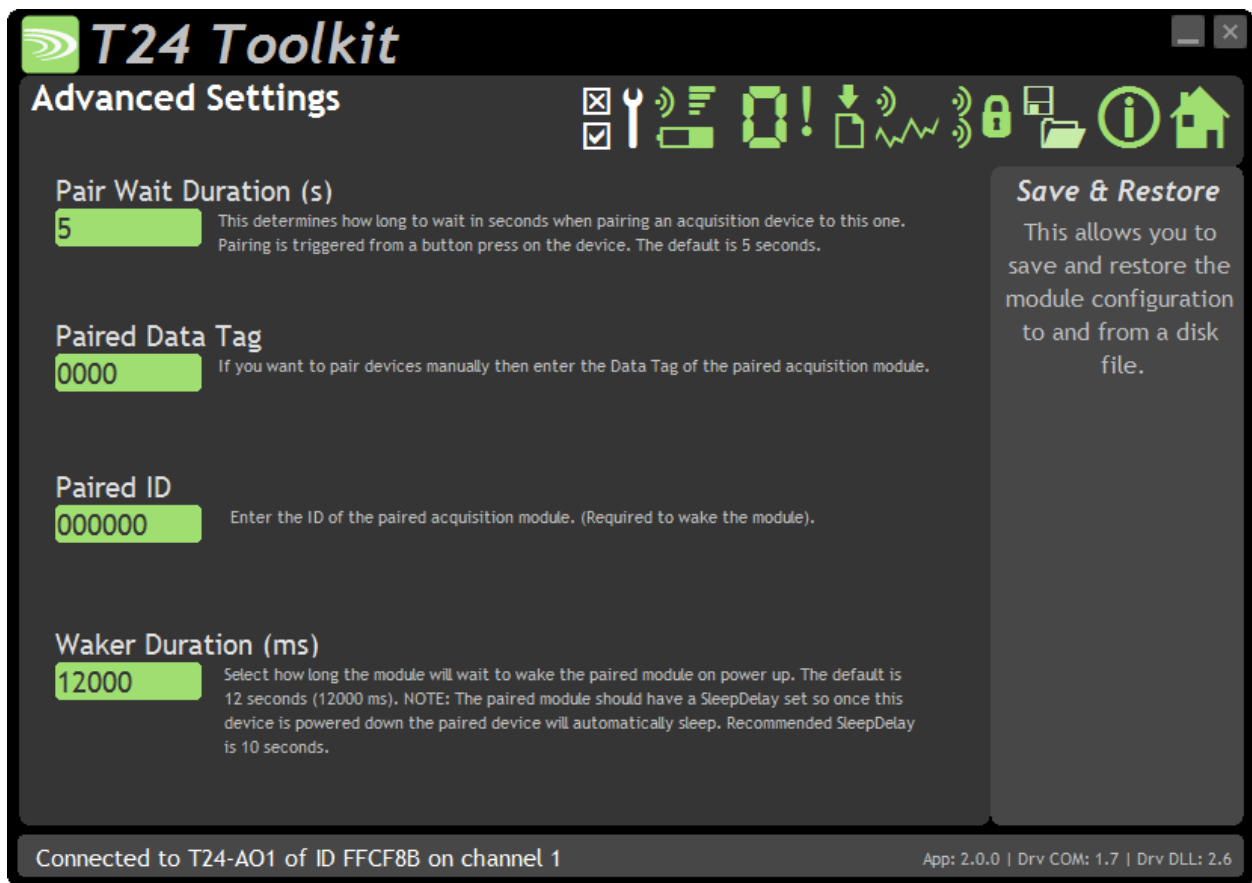 T24 Toolkit
Advanced Settings
Pair Wait Duration (s)
5
This determines how long to wait in seconds when pairing an acquisition device to this one.
Pairing is triggered from a button press on the device. The default is 5 seconds.
Paired Data Tag
0000
If you want to pair devices manually then enter the Data Tag of the paired acquisition module.
Paired ID
000000
Enter the ID of the paired acquisition module. (Required to wake the module).
Waker Duration (ms)
12000
Select how long the module will wait to wake the paired module on power up. The default is
12 seconds (12000 ms). NOTE: The paired module should have a SleepDelay set so once this
device is powered down the paired device will automatically sleep. Recommended SleepDelay
is 10 seconds.
Save & Restore
This allows you to
save and restore the
module configuration
to and from a disk
file.
Connected to T24-AO1 of ID FFCF8B on channel 1
App: 2.0.0 | Drv COM: 1.7 | Drv DLL: 2.6